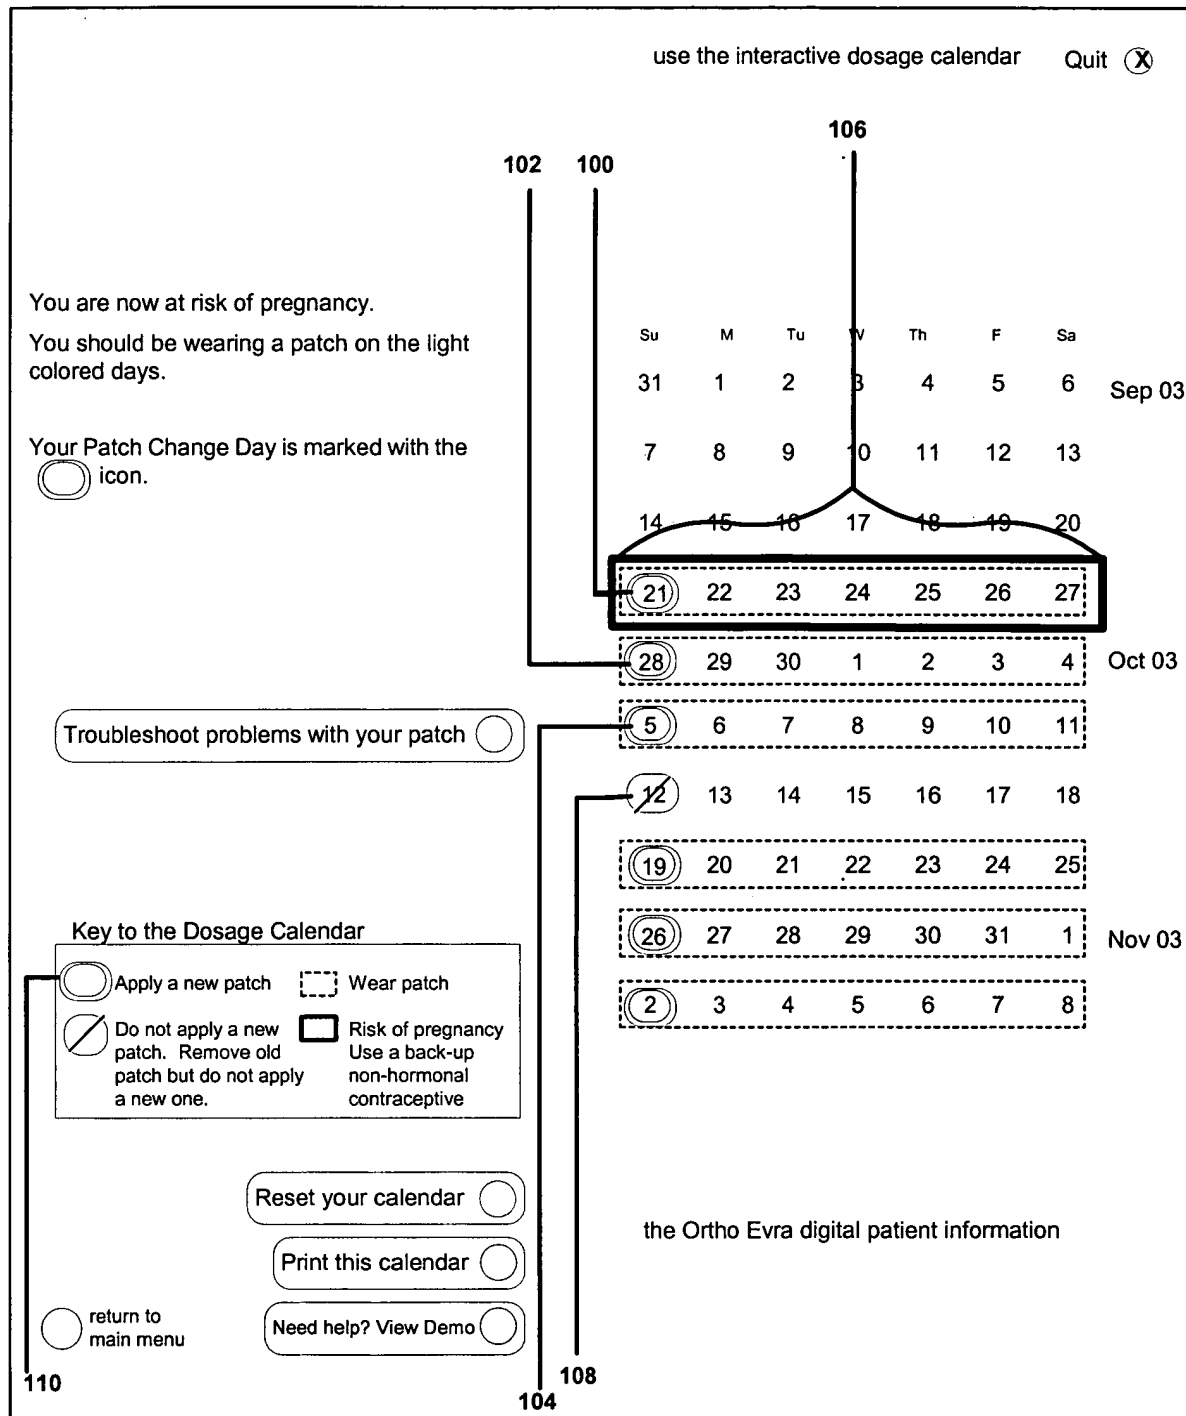 use the interactive dosage calendar Quit X
106
102 100
You are now at risk of pregnancy.
You should be wearing a patch on the light
colored days.
Your Patch Change Day is marked with the
icon.
Su M Tu W Th F Sa
31 1 2 3 4 5 6 Sep 03
7 8 9 10 11 12 13
14 15 16 17 18 19 20
21 22 23 24 25 26 27
28 29 30 1 2 3 4 Oct 03
5 6 7 8 9 10 11
12 13 14 15 16 17 18
19 20 21 22 23 24 25
26 27 28 29 30 31 1 Nov 03
2 3 4 5 6 7 8
Troubleshoot problems with your patch
Key to the Dosage Calendar
Apply a new patch
Wear patch
Do not apply a new
patch. Remove old
patch but do not apply
a new one.
Risk of pregnancy
Use a back-up
non-hormonal
contraceptive
Reset your calendar
Print this calendar
Need help? View Demo
return to
main menu
the Ortho Evra digital patient information
110
104
108